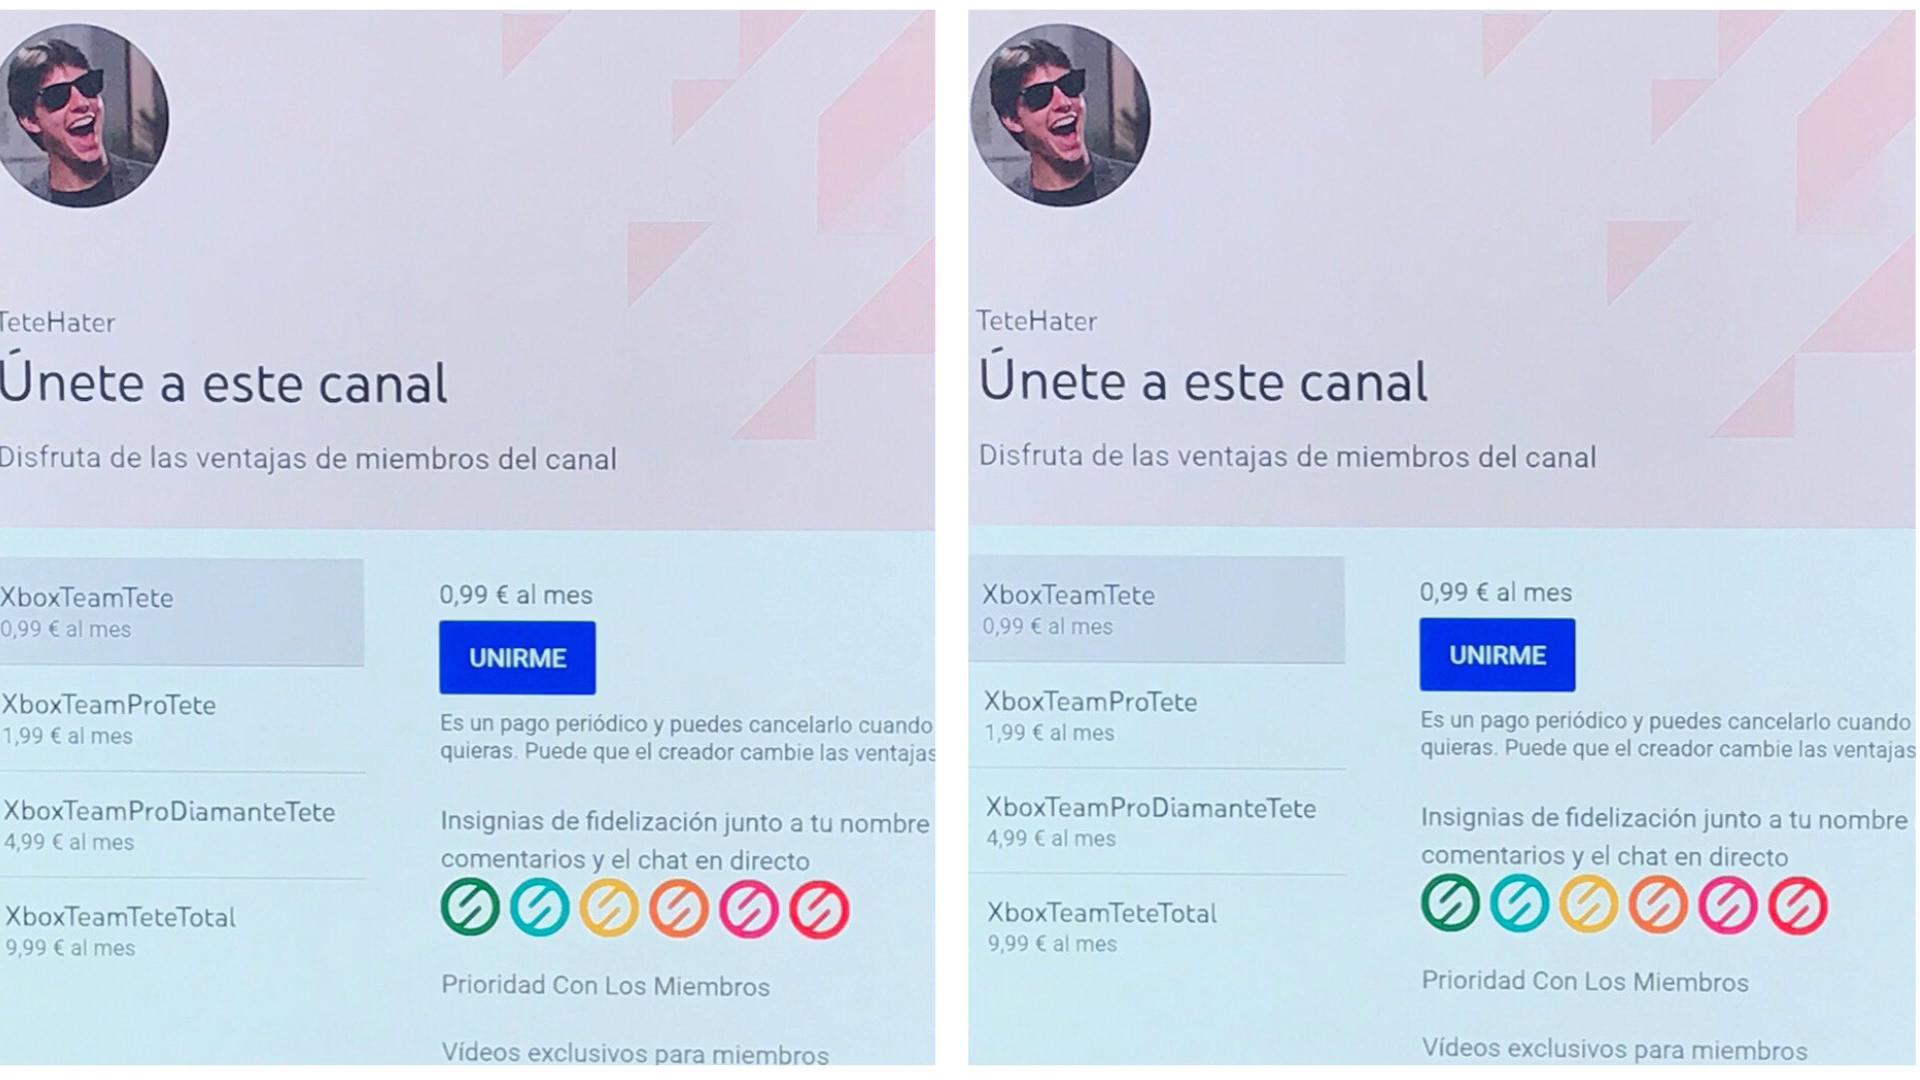 TeteHater
Únete a este canal
Disfruta de las ventajas de miembros del canal
XboxTeamTete
0,99 € al mes
XboxTeamProTete
1,99 € al mes
XboxTeamProDiamanteTete
4,99 € al mes
XboxTeamTeteTotal
9,99 € al mes
0,99 € al mes
UNIRME
Es un pago periódico y puedes cancelarlo cuando
quieras. Puede que el creador cambie las ventajas
Insignias de fidelización junto a tu nombre
comentarios y el chat en directo
Prioridad Con Los Miembros
Vídeos exclusivos para miembros
TeteHater
Únete a este canal
Disfruta de las ventajas de miembros del canal
XboxTeamTete
0,99 € al mes
XboxTeamProTete
1,99 € al mes
XboxTeamProDiamanteTete
4,99 € al mes
XboxTeamTeteTotal
9,99 € al mes
0,99 € al mes
UNIRME
Es un pago periódico y puedes cancelarlo cuando
quieras. Puede que el creador cambie las ventajas
Insignias de fidelización junto a tu nombre
comentarios y el chat en directo
Prioridad Con Los Miembros
Vídeos exclusivos para miembros